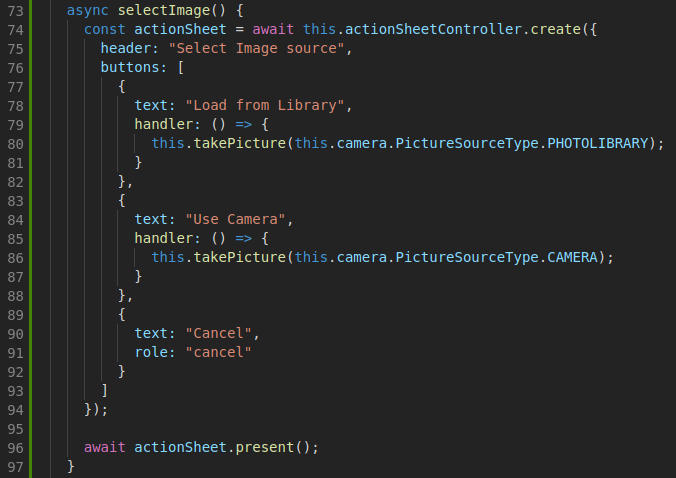 73 async selectImage() {
74 const actionSheet = await this.actionSheetController.create({
75 header: "Select Image source",
76 buttons: [
77 {
78 text: "Load from Library",
79 handler: () => {
80 this.takePicture(this.camera.PictureSourceType.PHOTOLIBRARY);
81 }
82 },
83 {
84 text: "Use Camera",
85 handler: () => {
86 this.takePicture(this.camera.PictureSourceType.CAMERA);
87 }
88 },
89 {
90 text: "Cancel",
91 role: "cancel"
92 }
93 ]
94 });
95
96 await actionSheet.present();
97 }